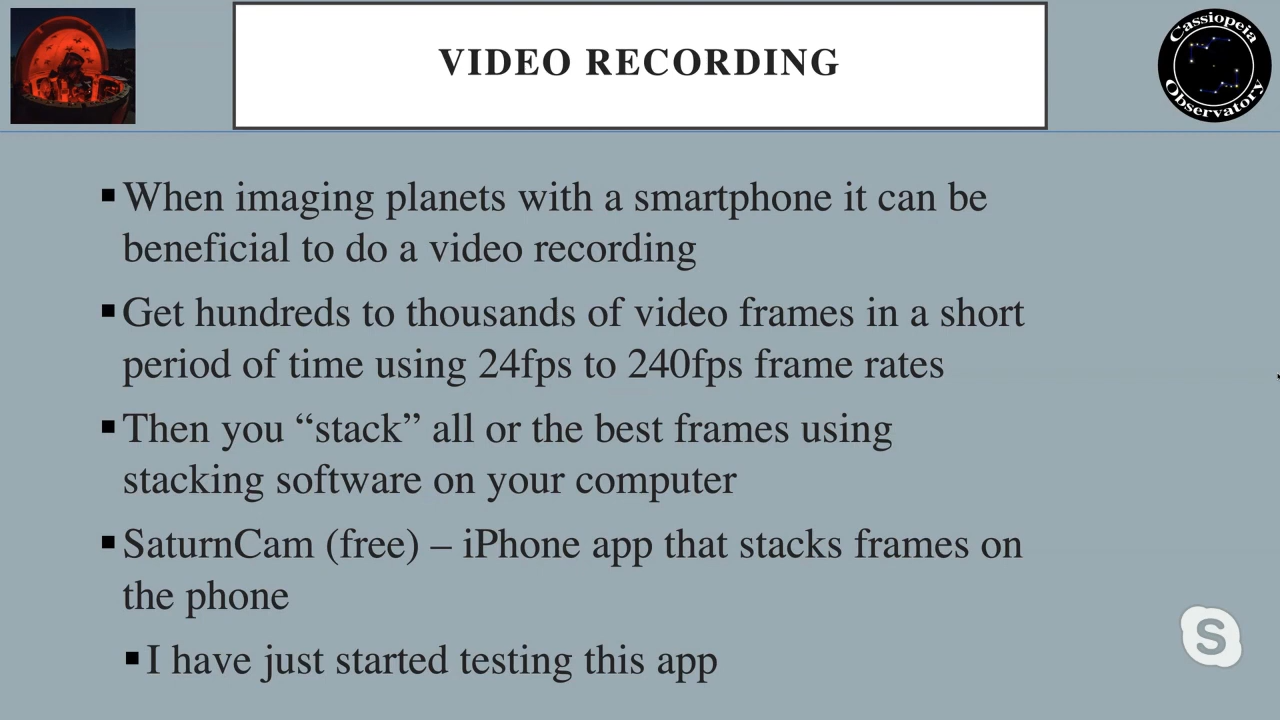 VIDEO RECORDING
Cassiopeia
Observatory
▪When imaging planets with a smartphone it can be
beneficial to do a video recording
▪Get hundreds to thousands of video frames in a short
period of time using 24fps to 240fps frame rates
▪Then you “stack” all or the best frames using
stacking software on your computer
▪SaturnCam (free) – iPhone app that stacks frames on
the phone
▪I have just started testing this app
S